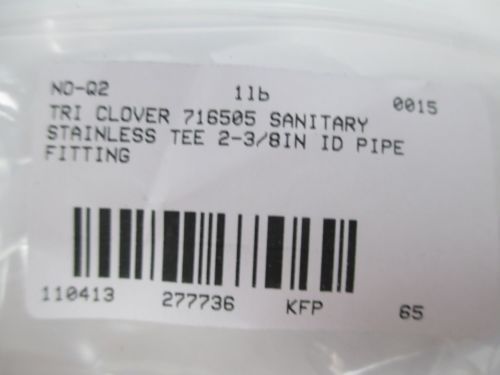 NO-Q2 1lb 0015
TRI CLOVER 716505 SANITARY
STAINLESS TEE 2-3/8IN ID PIPE
FITTING
110413 277736 KFP 65